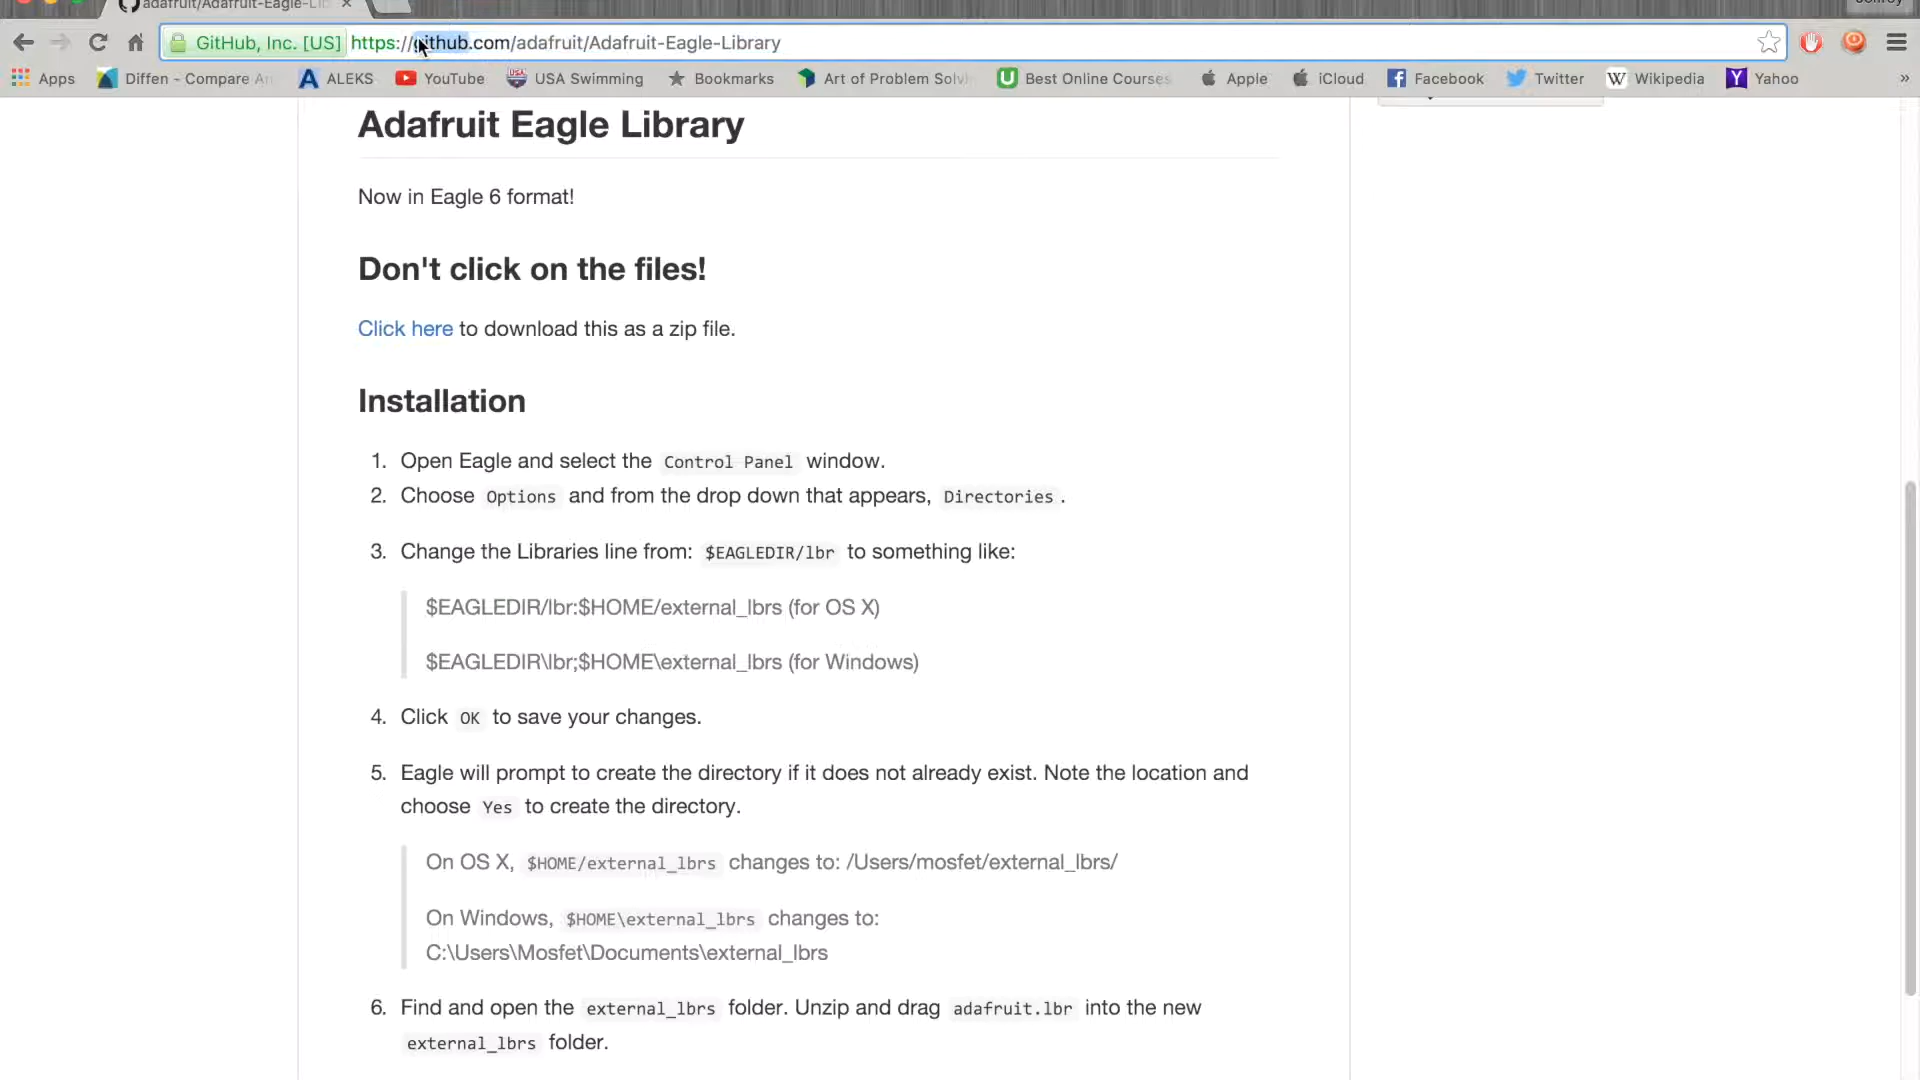 adafruit/Adafruit-Eagle-Lib
GitHub, Inc. [US] https://github.com/adafruit/Adafruit-Eagle-Library
Apps Diffen - Compare An ALEKS YouTube USA Swimming Bookmarks Art of Problem Solvi Best Online Courses Apple iCloud Facebook Twitter Wikipedia Yahoo »
Adafruit Eagle Library
Now in Eagle 6 format!
Don't click on the files!
Click here to download this as a zip file.
Installation
1. Open Eagle and select the Control Panel window.
2. Choose Options and from the drop down that appears, Directories.
3. Change the Libraries line from: $EAGLEDIR/lbr to something like:
$EAGLEDIR/lbr:$HOME/external_lbrs (for OS X)
$EAGLEDIR\lbr;$HOME\external_lbrs (for Windows)
4. Click OK to save your changes.
5. Eagle will prompt to create the directory if it does not already exist. Note the location and
choose Yes to create the directory.
On OS X, $HOME/external_lbrs changes to: /Users/mosfet/external_lbrs/
On Windows, $HOME\external_lbrs changes to:
C:\Users\Mosfet\Documents\external_lbrs
6. Find and open the external_lbrs folder. Unzip and drag adafruit.lbr into the new
external_lbrs folder.